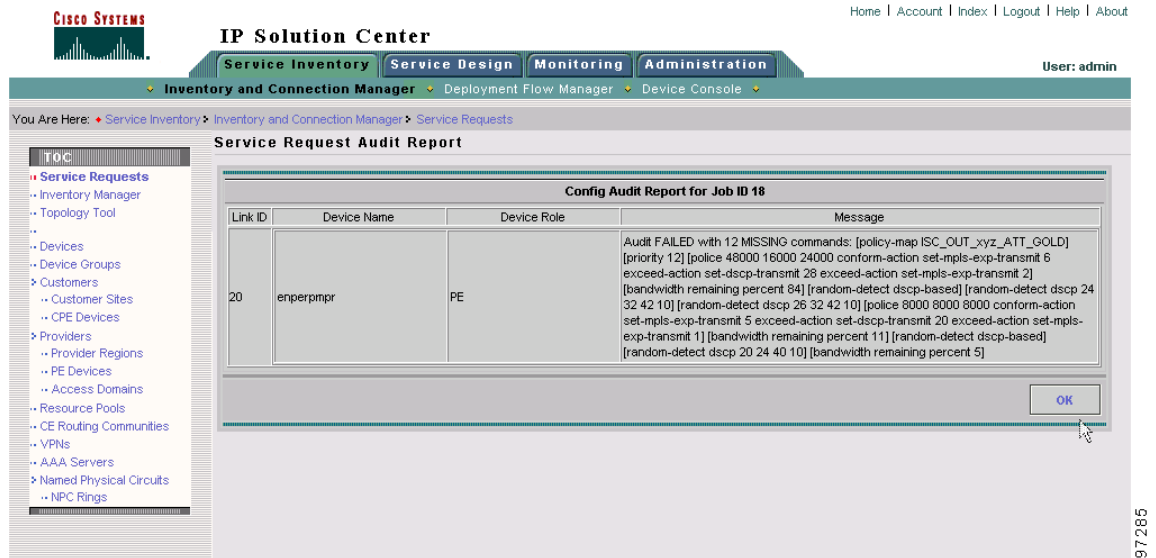 Home | Account | Index | Logout | Help | About
CISCO SYSTEMS
IP Solution Center
Service Inventory Service Design Monitoring Administration
User: admin
Inventory and Connection Manager Deployment Flow Manager Device Console
You Are Here: Service Inventory Inventory and Connection Manager Service Requests
Service Request Audit Report
TOC
Service Requests
Inventory Manager
Topology Tool
Devices
Device Groups
Customers
Customer Sites
CPE Devices
Providers
Provider Regions
PE Devices
Access Domains
Resource Pools
CE Routing Communities
VPNs
AAA Servers
Named Physical Circuits
NPC Rings
Config Audit Report for Job ID 18
Link ID Device Name Device Role Message
20 enperpmpr PE
Audit FAILED with 12 MISSING commands: [policy-map ISC_OUT_xyz_ATT_GOLD]
[priority 12] [police 48000 16000 24000 conform-action set-mpls-exp-transmit 6
exceed-action set-dscp-transmit 28 exceed-action set-mpls-exp-transmit 2]
[bandwidth remaining percent 84] [random-detect dscp-based] [random-detect dscp 24
32 42 10] [random-detect dscp 26 32 42 10] [police 8000 8000 8000 conform-action
set-mpls-exp-transmit 5 exceed-action set-dscp-transmit 20 exceed-action set-mpls-
exp-transmit 1] [bandwidth remaining percent 11] [random-detect dscp-based]
[random-detect dscp 20 24 40 10] [bandwidth remaining percent 5]
OK
97285